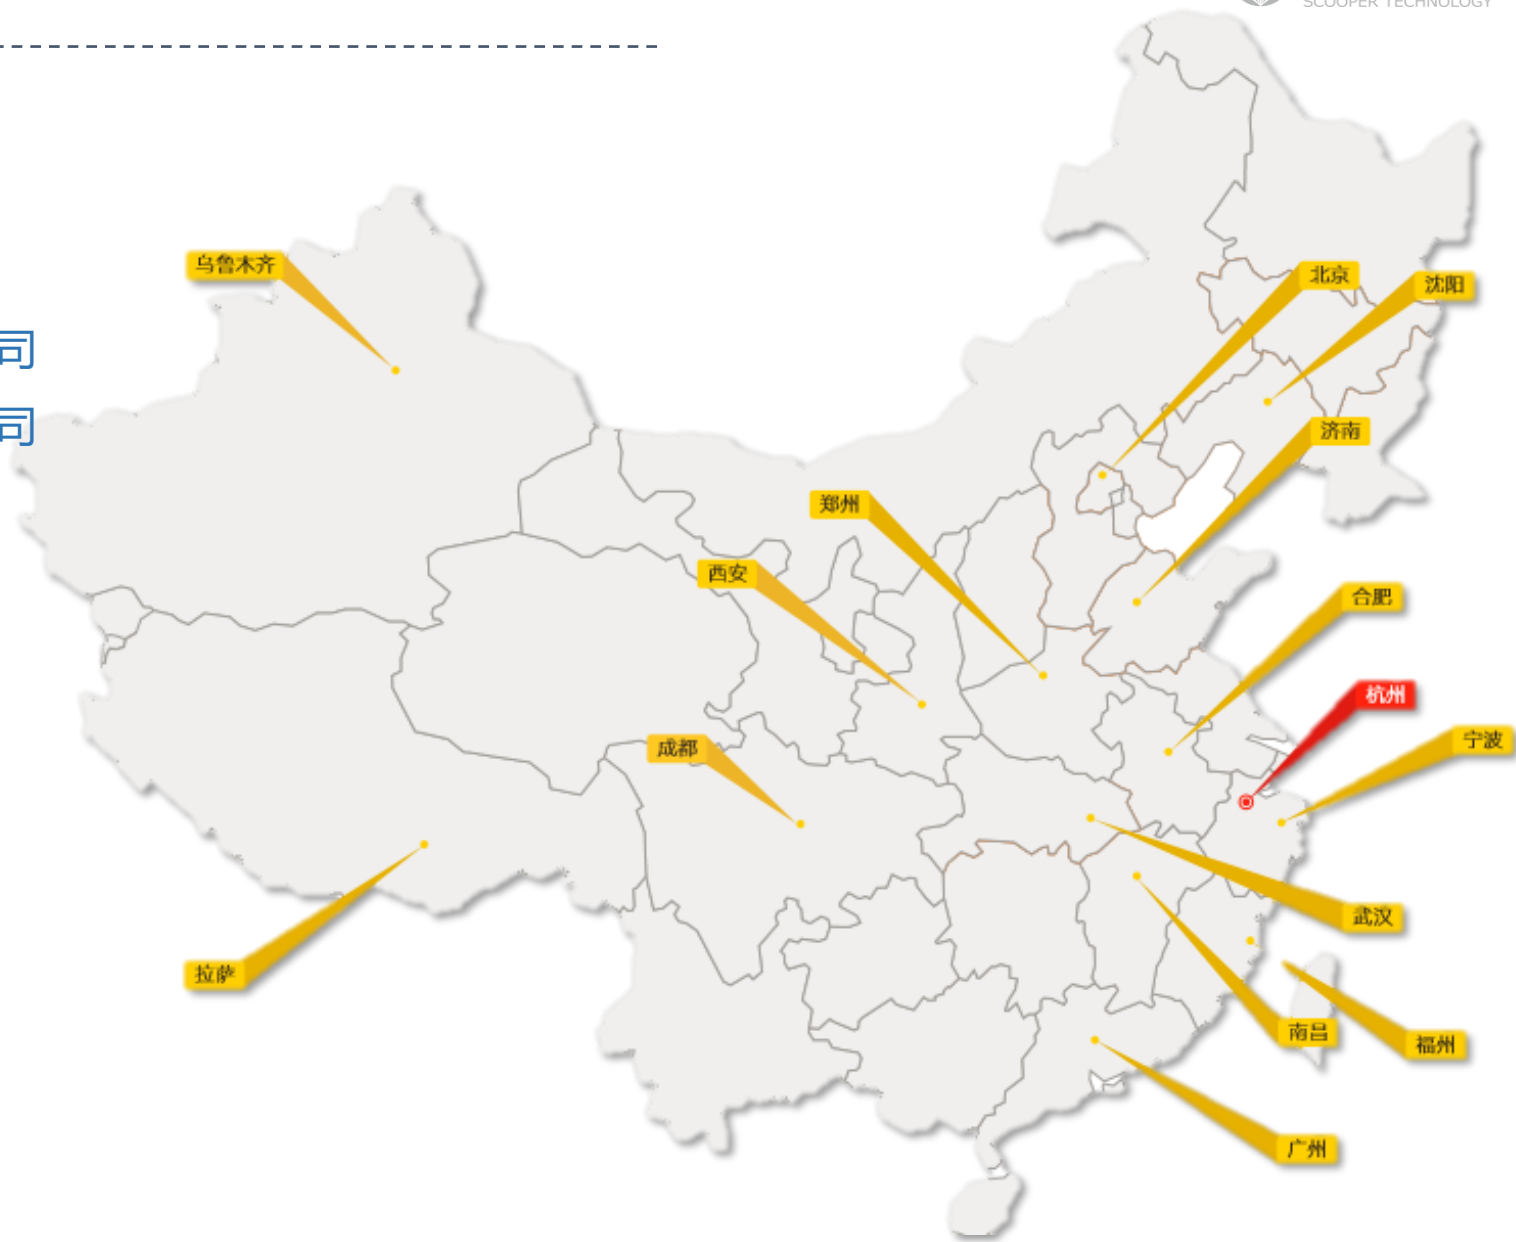 SCOOPER TECHNOLOGY
乌鲁木齐
北京
沈阳
司
司
济南
郑州
西安
合肥
杭州
宁波
成都
武汉
拉萨
南昌
福州
广州